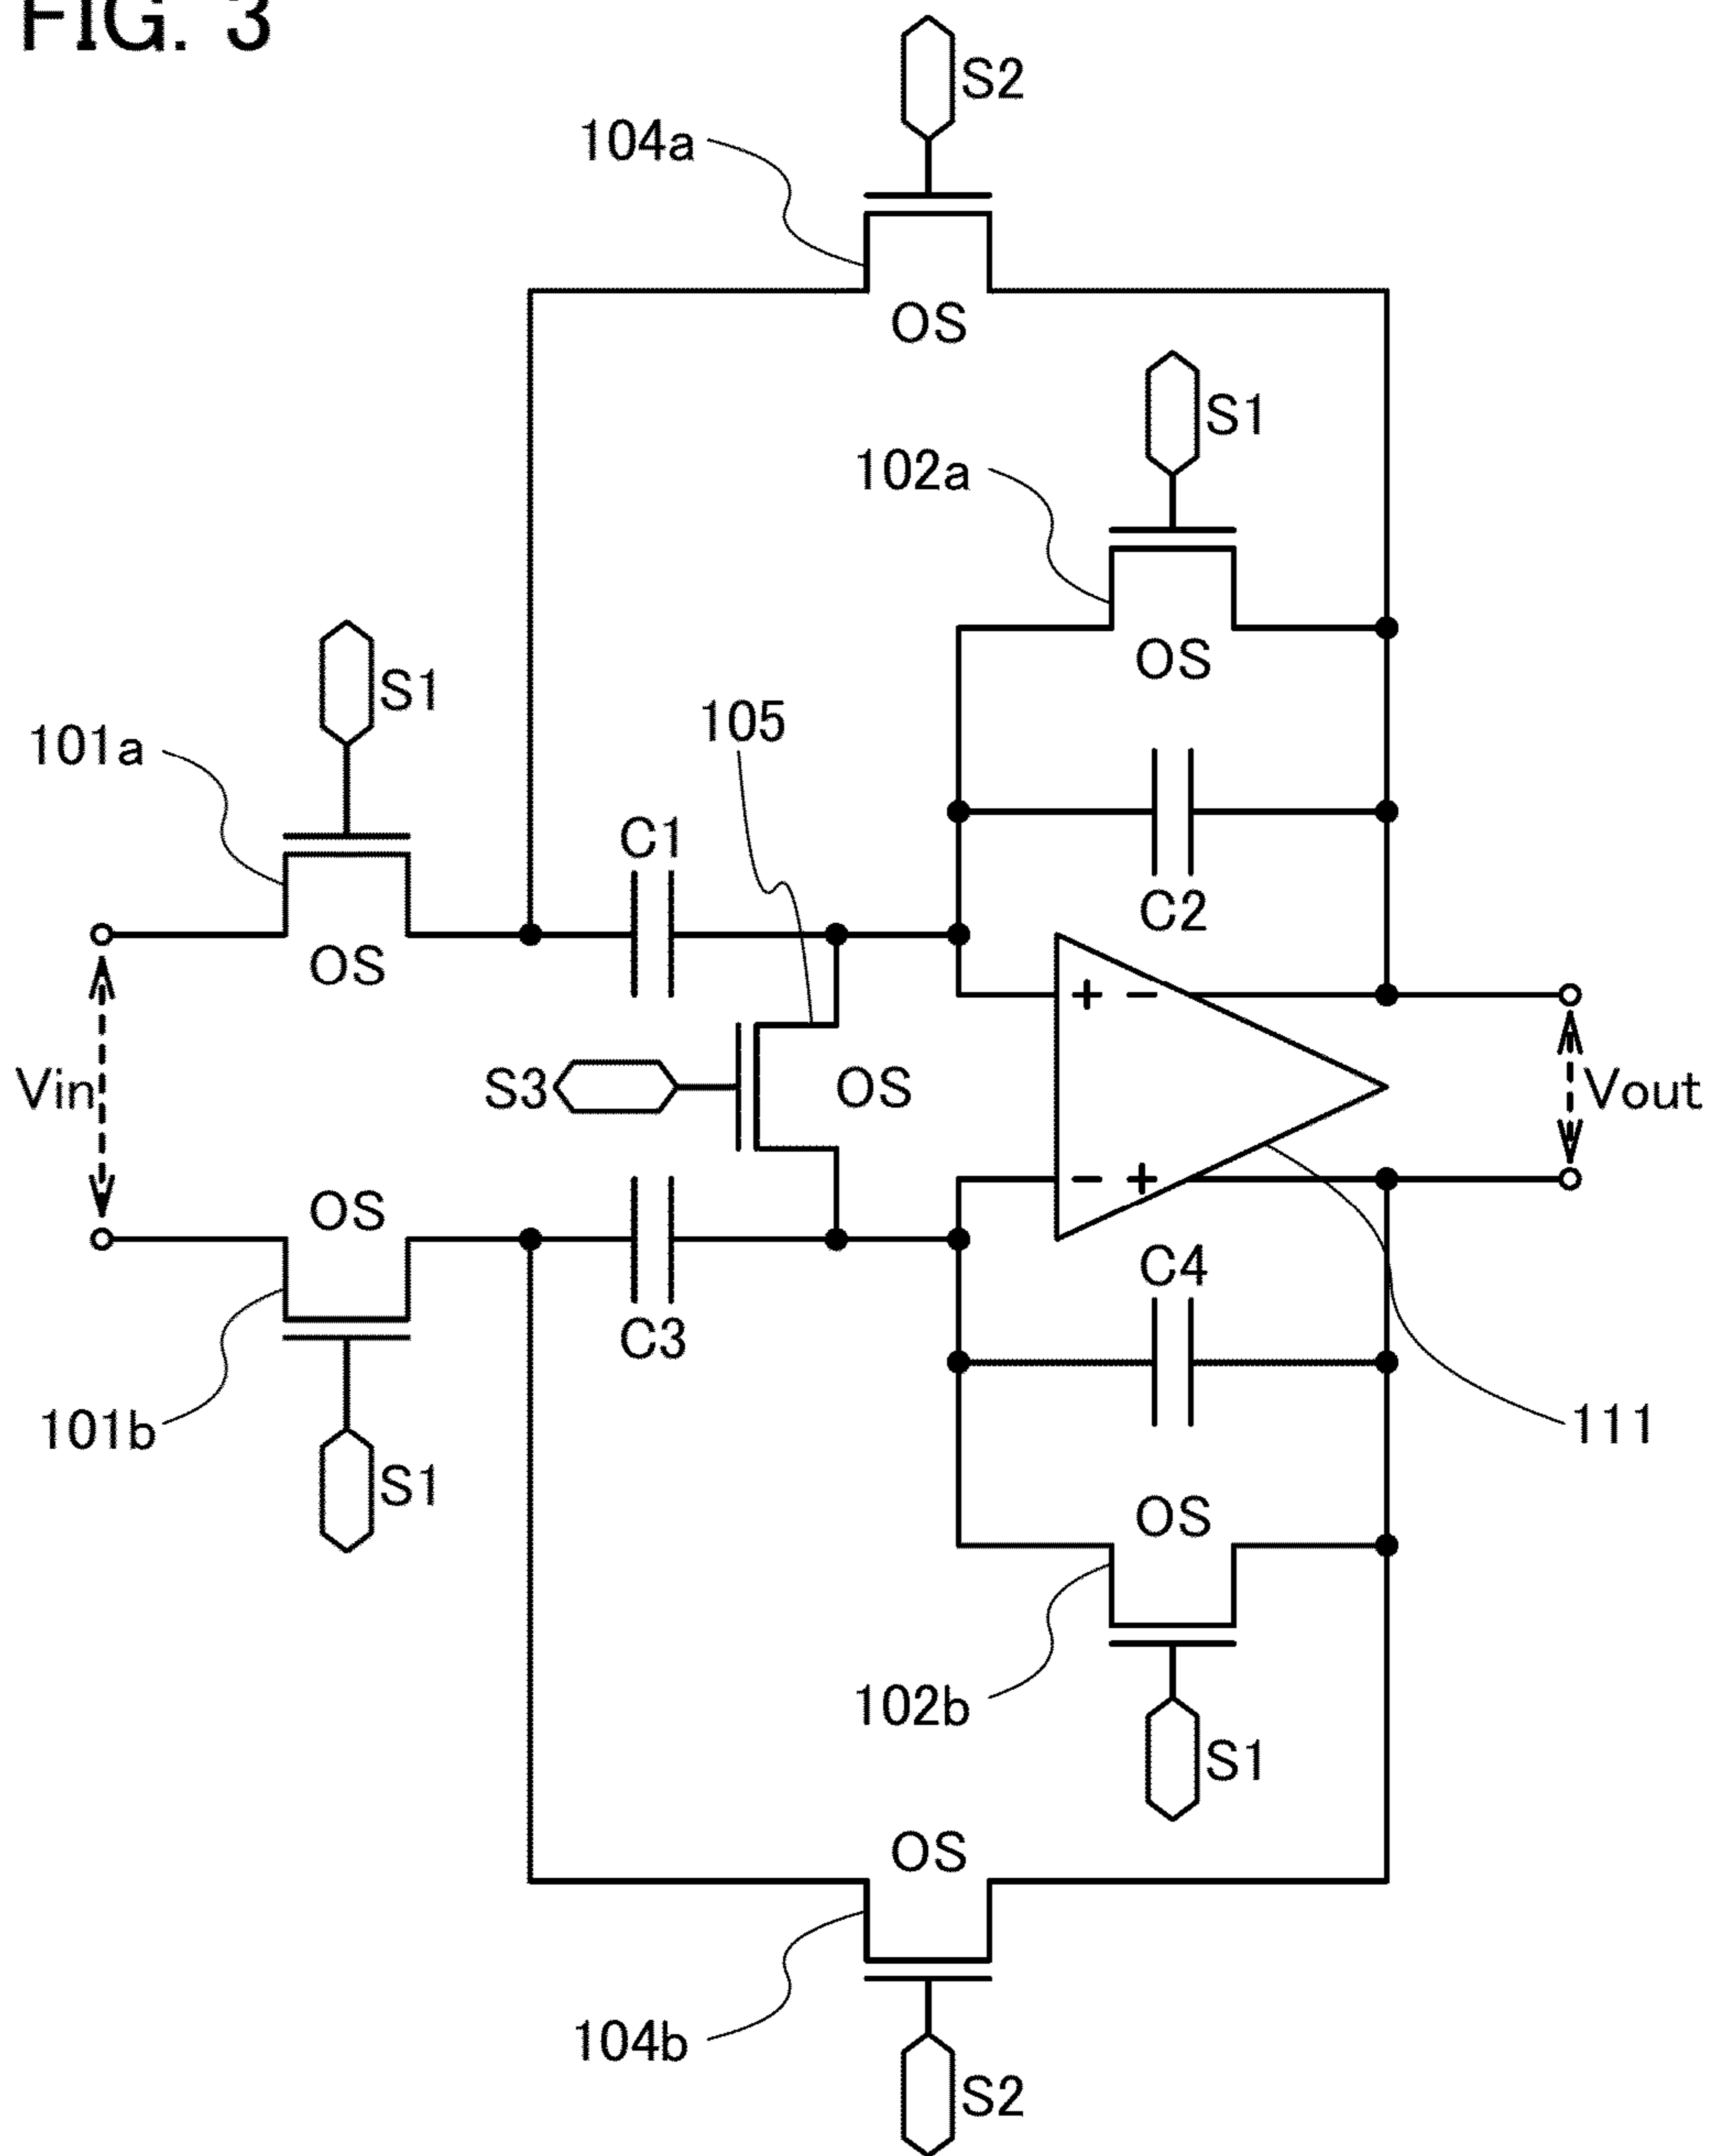 FIG. 3
S2
104a
OS
S1
102a
OS
S1
101a
105
C1
C2
OS
+ -
Vin
S3
OS
Vout
- +
OS
C4
C3
101b
111
S1
OS
102b
S1
OS
104b
S2